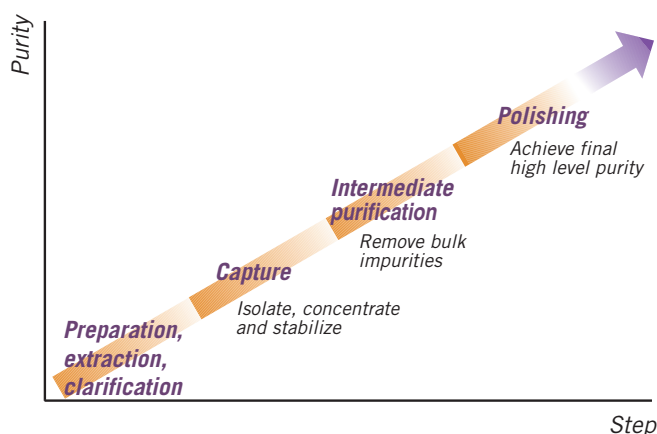 Purity
Polishing
Achieve final
high level purity
Intermediate
purification
Remove bulk
impurities
Capture
Isolate, concentrate
and stabilize
Preparation,
extraction,
clarification
Step